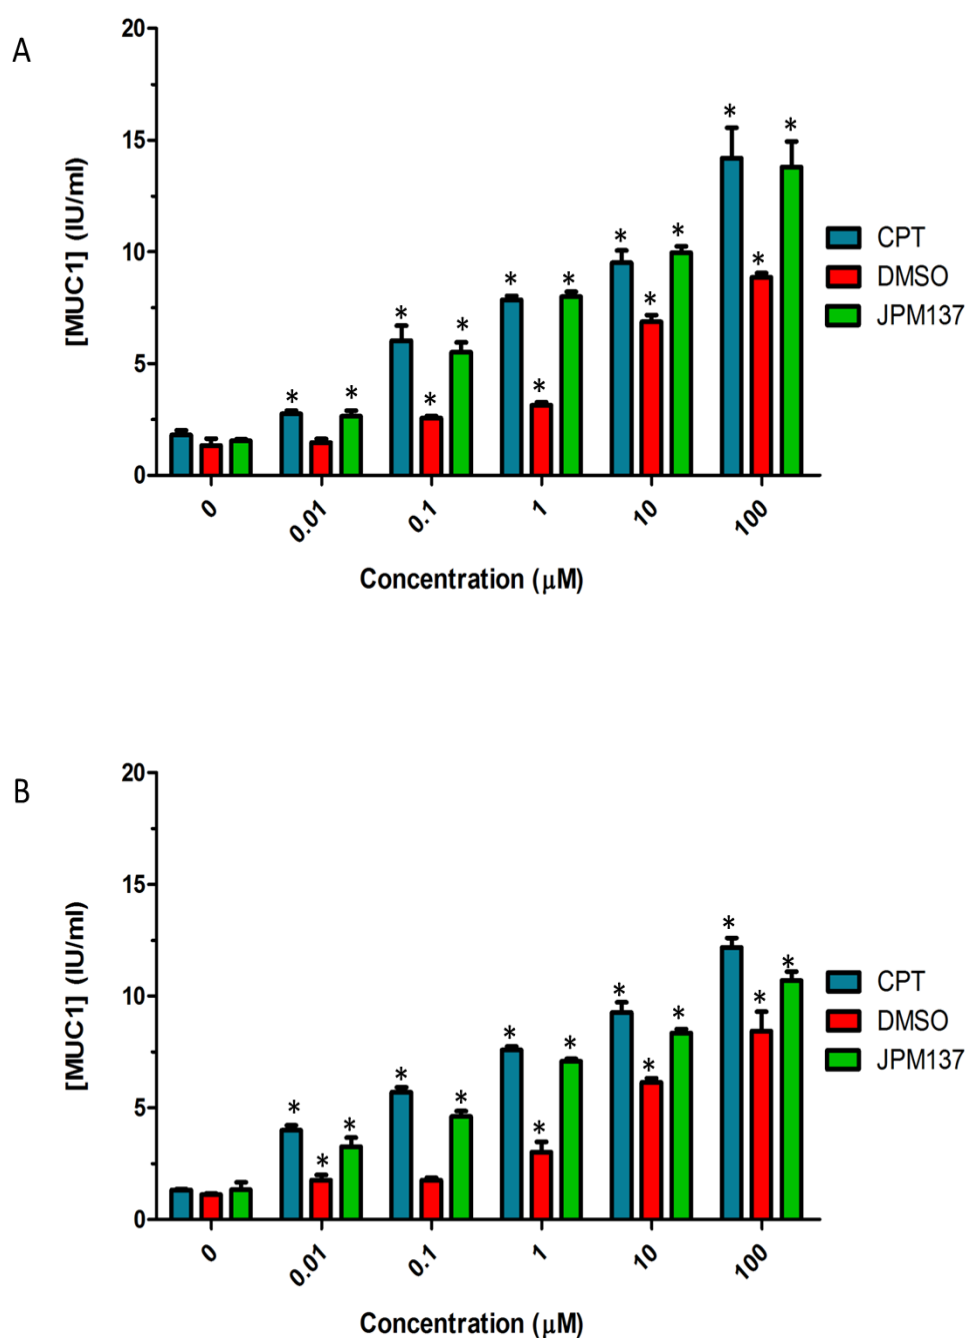 A
20
15
10
5
0
[MUC1] (IU/ml)
* * * * * * * * * * * * * *
0 0.01 0.1 1 10 100
Concentration (μM)
CPT
DMSO
JPM137
B
20
15
10
5
0
[MUC1] (IU/ml)
* * * * * * * * * * * * * *
0 0.01 0.1 1 10 100
Concentration (μM)
CPT
DMSO
JPM137